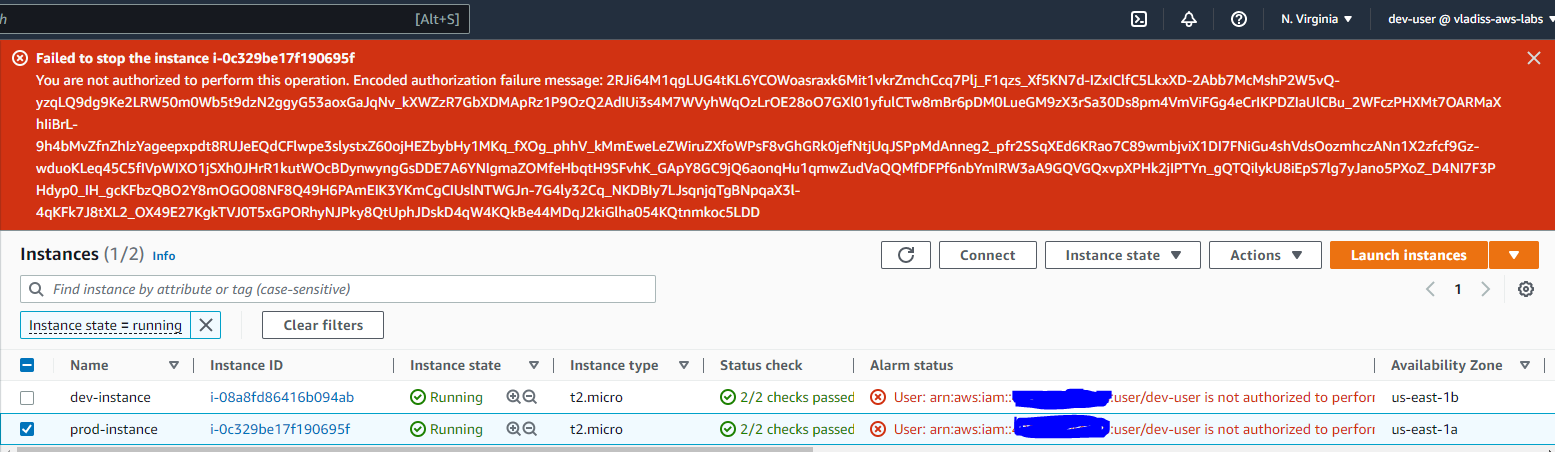 h [Alt+S] N. Virginia dev-user @ vladiss-aws-labs
Failed to stop the instance i-0c329be17f190695f
You are not authorized to perform this operation. Encoded authorization failure message: 2RJi64M1qgLUG4tKL6YCOWoasraxk6Mit1vkrZmchCcq7Plj_F1qzs_Xf5KN7d-IZxIClfC5LkxXD-2Abb7McMshP2W5vQ-
yzqLQ9dg9Ke2LRW50m0Wb5t9dzN2ggyG53aoxGaJqNv_kXWZzR7GbXDMApRz1P9OzQ2AdIUi3s4M7WVyhWqOzLrOE28oO7GXl01yfulCTw8mBr6pDM0LueGM9zX3rSa30Ds8pm4VmViFGg4eCrIKPDZIaUlCBu_2WFczPHXMt7OARMaX
hIiBrL-
9h4bMvZfnZhIzYageepxpdt8RUJeEQdCFlwpe3slystxZ60ojHEZbybHy1MKq_fXOg_phhV_kMmEweLeZWiruZXfoWPsF8vGhGRk0jefNtjUqJSPpMdAnneg2_pfr2SSqXEd6KRao7C89wmbjviX1DI7FNiGu4shVdsOozmhczANn1X2zfcf9Gz-
wduoKLeq45C5fIVpWIXO1jSXh0JHrR1kutWOcBDynwyngGsDDE7A6YNIgmaZOMfeHbqtH9SFvhK_GApY8GC9jQ6aonqHu1qmwZudVaQQMfDFPf6nbYmIRW3aA9GQVGQxvpXPHk2jIPTYn_gQTQilykU8iEpS7lg7yJano5PXoZ_D4NI7F3P
Hdyp0_IH_gcKFbzQBO2Y8mOGO08NF8Q49H6PAmEIK3YKmCgCIUslNTWGJn-7G4ly32Cq_NKDBIy7LJsqnjqTgBNpqaX3l-
4qKFk7J8tXL2_OX49E27KgkTVJ0T5xGPORhyNJPky8QtUphJDskD4qW4KQkBe44MDqJ2kiGlha054KQtnmkoc5LDD
Instances (1/2) Info Connect Instance state Actions Launch instances
Find instance by attribute or tag (case-sensitive) 1
Instance state = running Clear filters
Name Instance ID Instance state Instance type Status check Alarm status Availability Zone
dev-instance i-08a8fd86416b094ab Running t2.micro 2/2 checks passed User: arn:aws:iam:: :user/dev-user is not authorized to perfor us-east-1b
prod-instance i-0c329be17f190695f Running t2.micro 2/2 checks passed User: arn:aws:iam:: :user/dev-user is not authorized to perfor us-east-1a